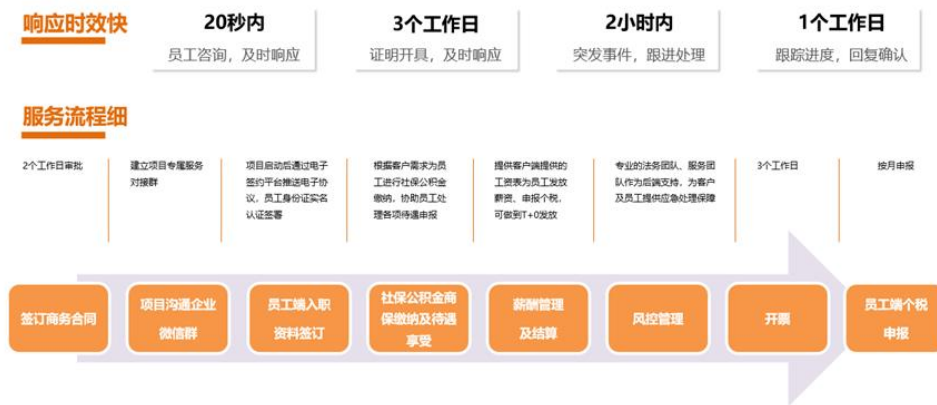 响应时效快
20秒内
员工咨询，及时响应
3个工作日
证明开具，及时响应
2小时内
突发事件，跟进处理
1个工作日
跟踪进度，回复确认
服务流程细
2个工作日审批
建立项目专属服务
对接群
项目启动后通过电子
签约平台推送电子协
议，员工身份证实名
认证签署
根据客户需求为员
工进行社保公积金
缴纳，协助员工处
理各项待遇申报
提供客户端提供的
工资表为员工发放
薪资、申报个税，
可做到T+0发放
专业的法务团队、服务团
队作为后端支持，为客户
及员工提供应急处理保障
3个工作日
按月申报
签订商务合同
项目沟通企业
微信群
员工端入职
资料签订
社保公积金商
保缴纳及待遇
享受
薪酬管理
及结算
风控管理
开票
员工端个税
申报